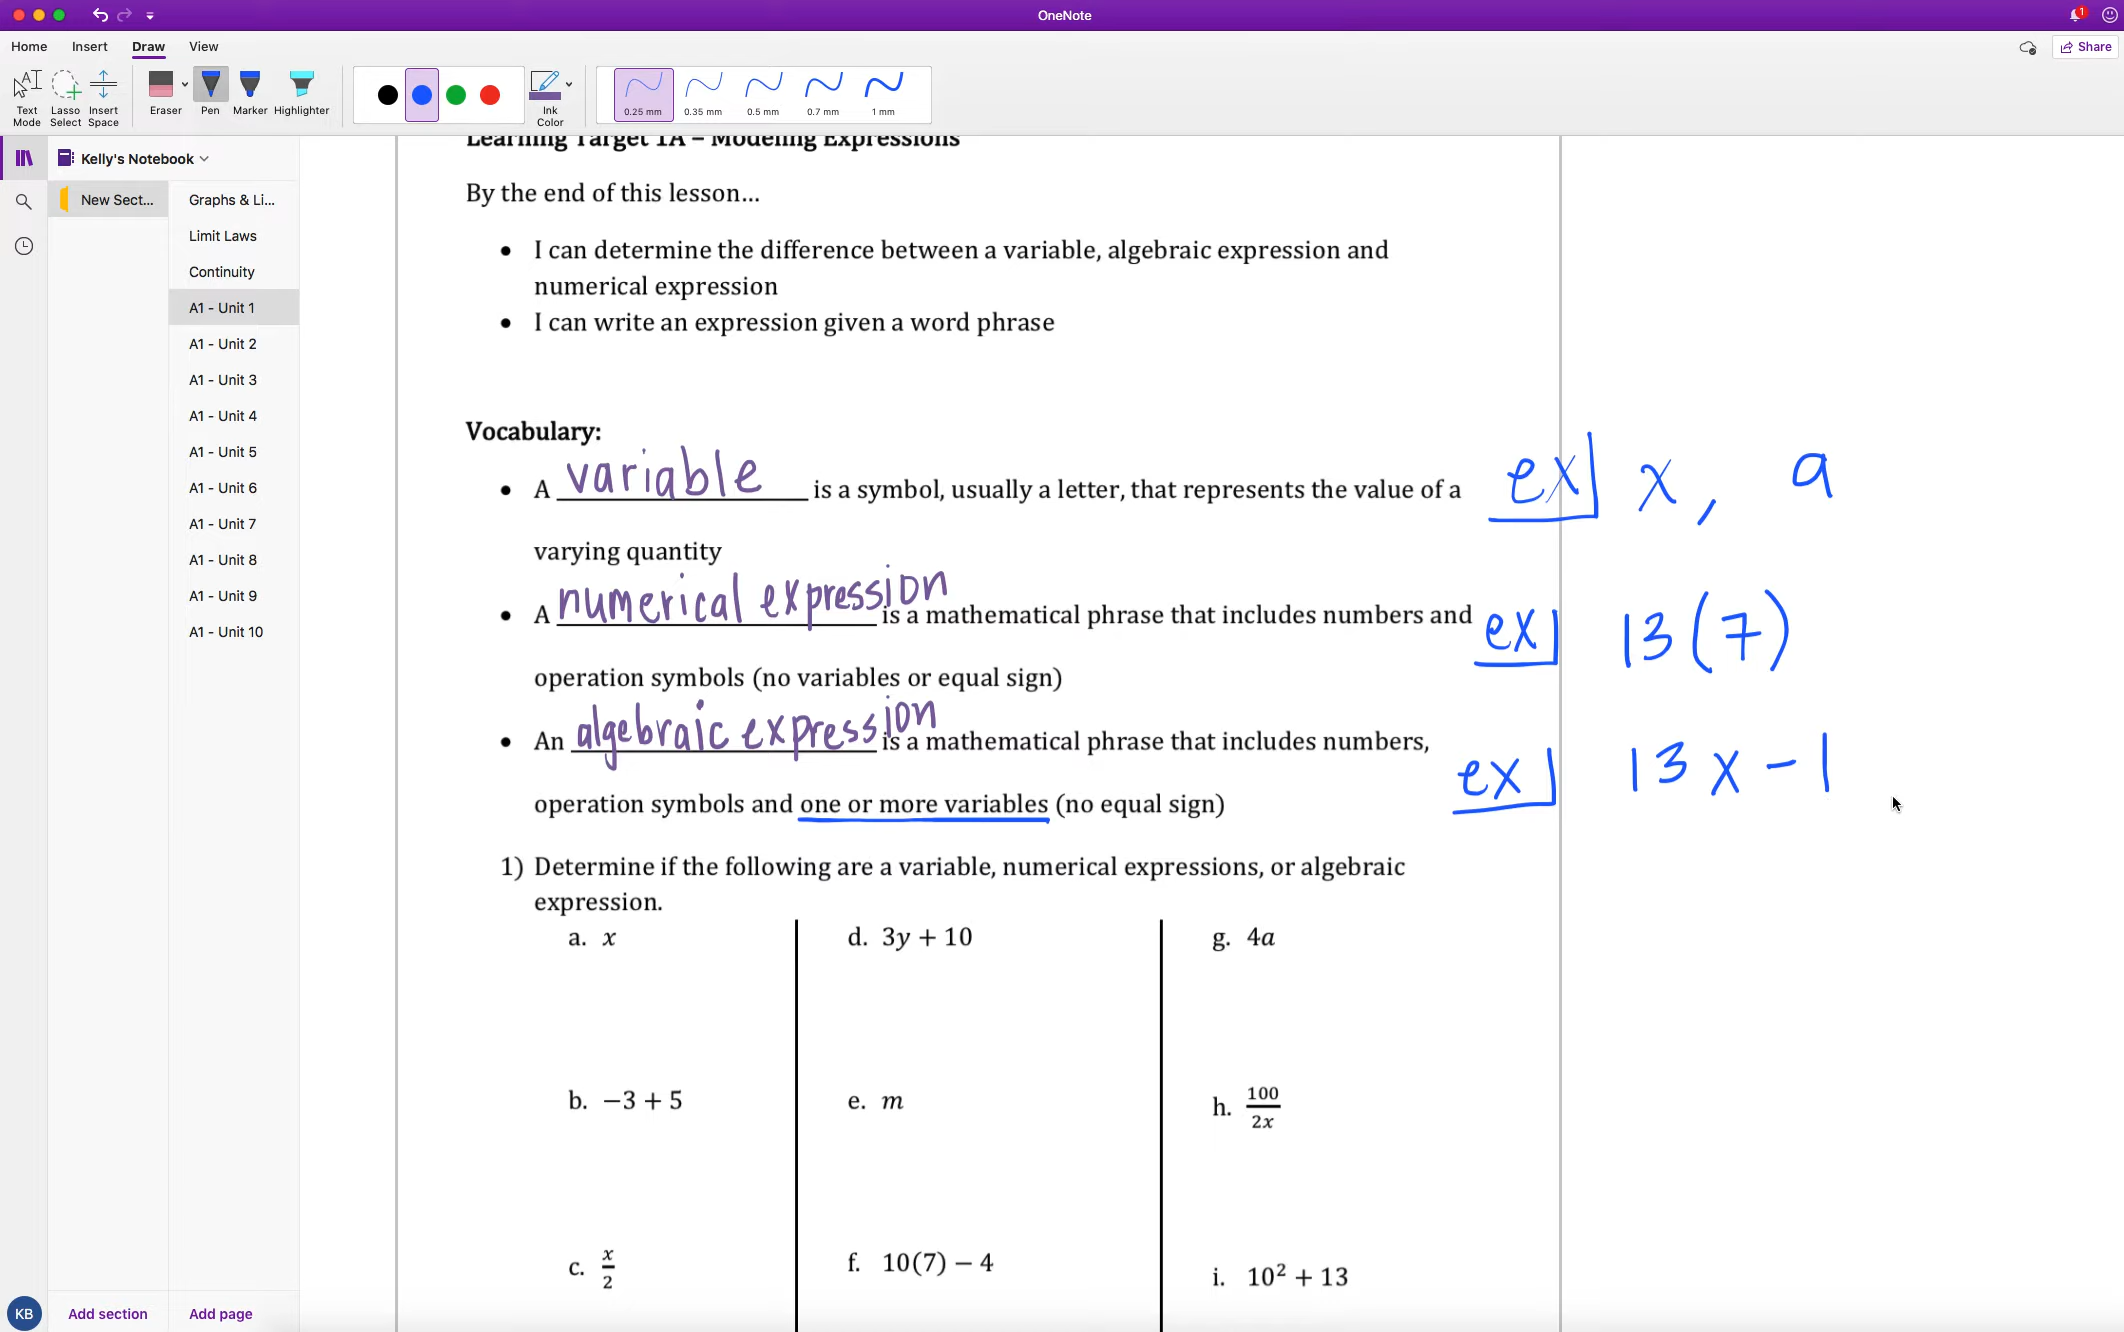 OneNote
1
Home Insert Draw View
Share
Text Mode
Lasso Select
Insert Space
Eraser
Pen
Marker
Highlighter
Ink Color
0.25 mm
0.35 mm
0.5 mm
0.7 mm
1 mm
Kelly's Notebook
New Sect...
Graphs & Li...
Limit Laws
Continuity
A1 - Unit 1
A1 - Unit 2
A1 - Unit 3
A1 - Unit 4
A1 - Unit 5
A1 - Unit 6
A1 - Unit 7
A1 - Unit 8
A1 - Unit 9
A1 - Unit 10
KB
Add section
Add page
Learning Target 1A – Modeling Expressions
By the end of this lesson...
• I can determine the difference between a variable, algebraic expression and
numerical expression
• I can write an expression given a word phrase
Vocabulary:
• A variable is a symbol, usually a letter, that represents the value of a
ex x, a
varying quantity
• A numerical expression is a mathematical phrase that includes numbers and
ex 13(7)
operation symbols (no variables or equal sign)
• An algebraic expression is a mathematical phrase that includes numbers,
ex 13x - 1
operation symbols and one or more variables (no equal sign)
1) Determine if the following are a variable, numerical expressions, or algebraic
expression.
a. x
b. −3 + 5
c. x/2
d. 3y + 10
e. m
f. 10(7) − 4
g. 4a
h. 100/2x
i. 10² + 13